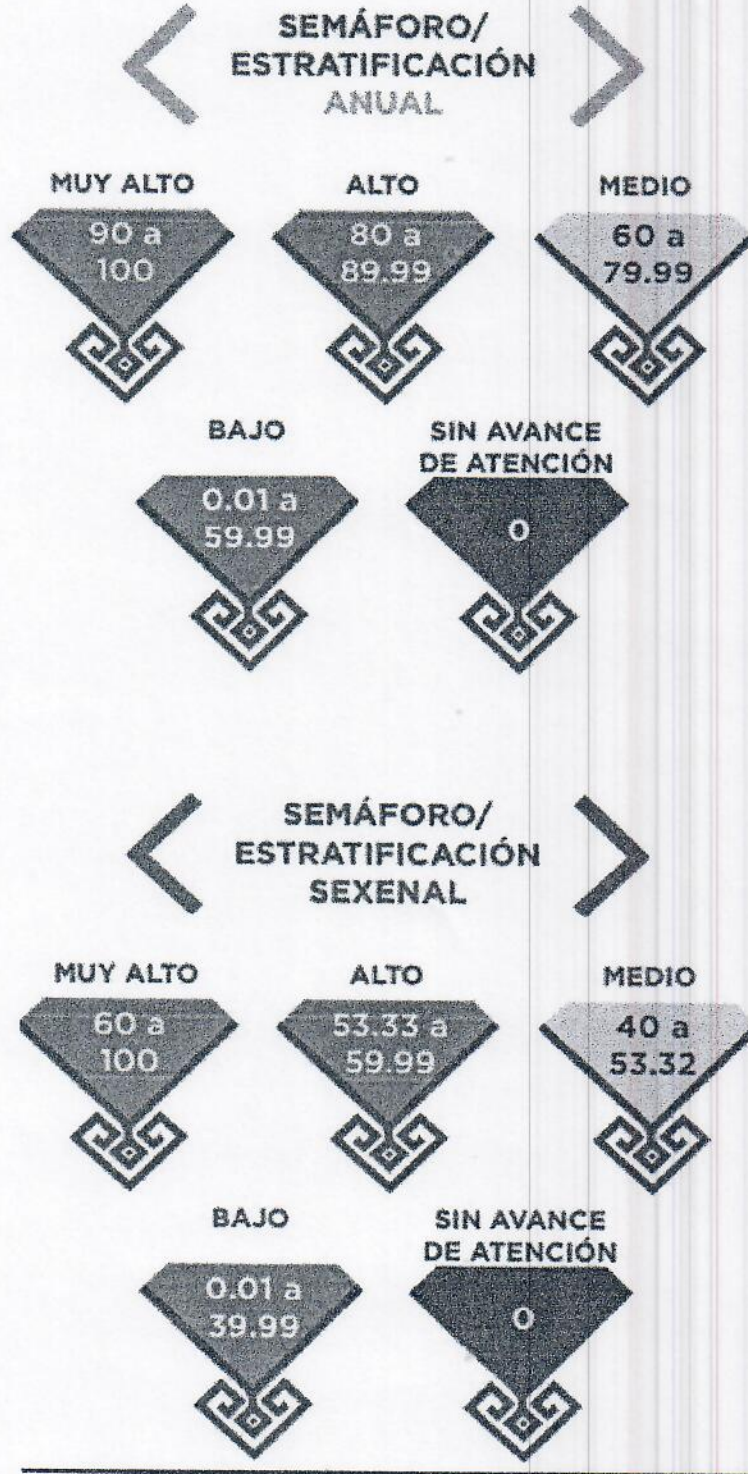 SEMÁFORO/
ESTRATIFICACIÓN
ANUAL
MUY ALTO
ALTO
MEDIO
90 a
100
80 a
89.99
60 a
79.99
BAJO
SIN AVANCE
DE ATENCIÓN
0.01 a
59.99
0
SEMÁFORO/
ESTRATIFICACIÓN
SEXENAL
MUY ALTO
ALTO
MEDIO
60 a
100
53.33 a
59.99
40 a
53.32
BAJO
SIN AVANCE
DE ATENCIÓN
0.01 a
39.99
0